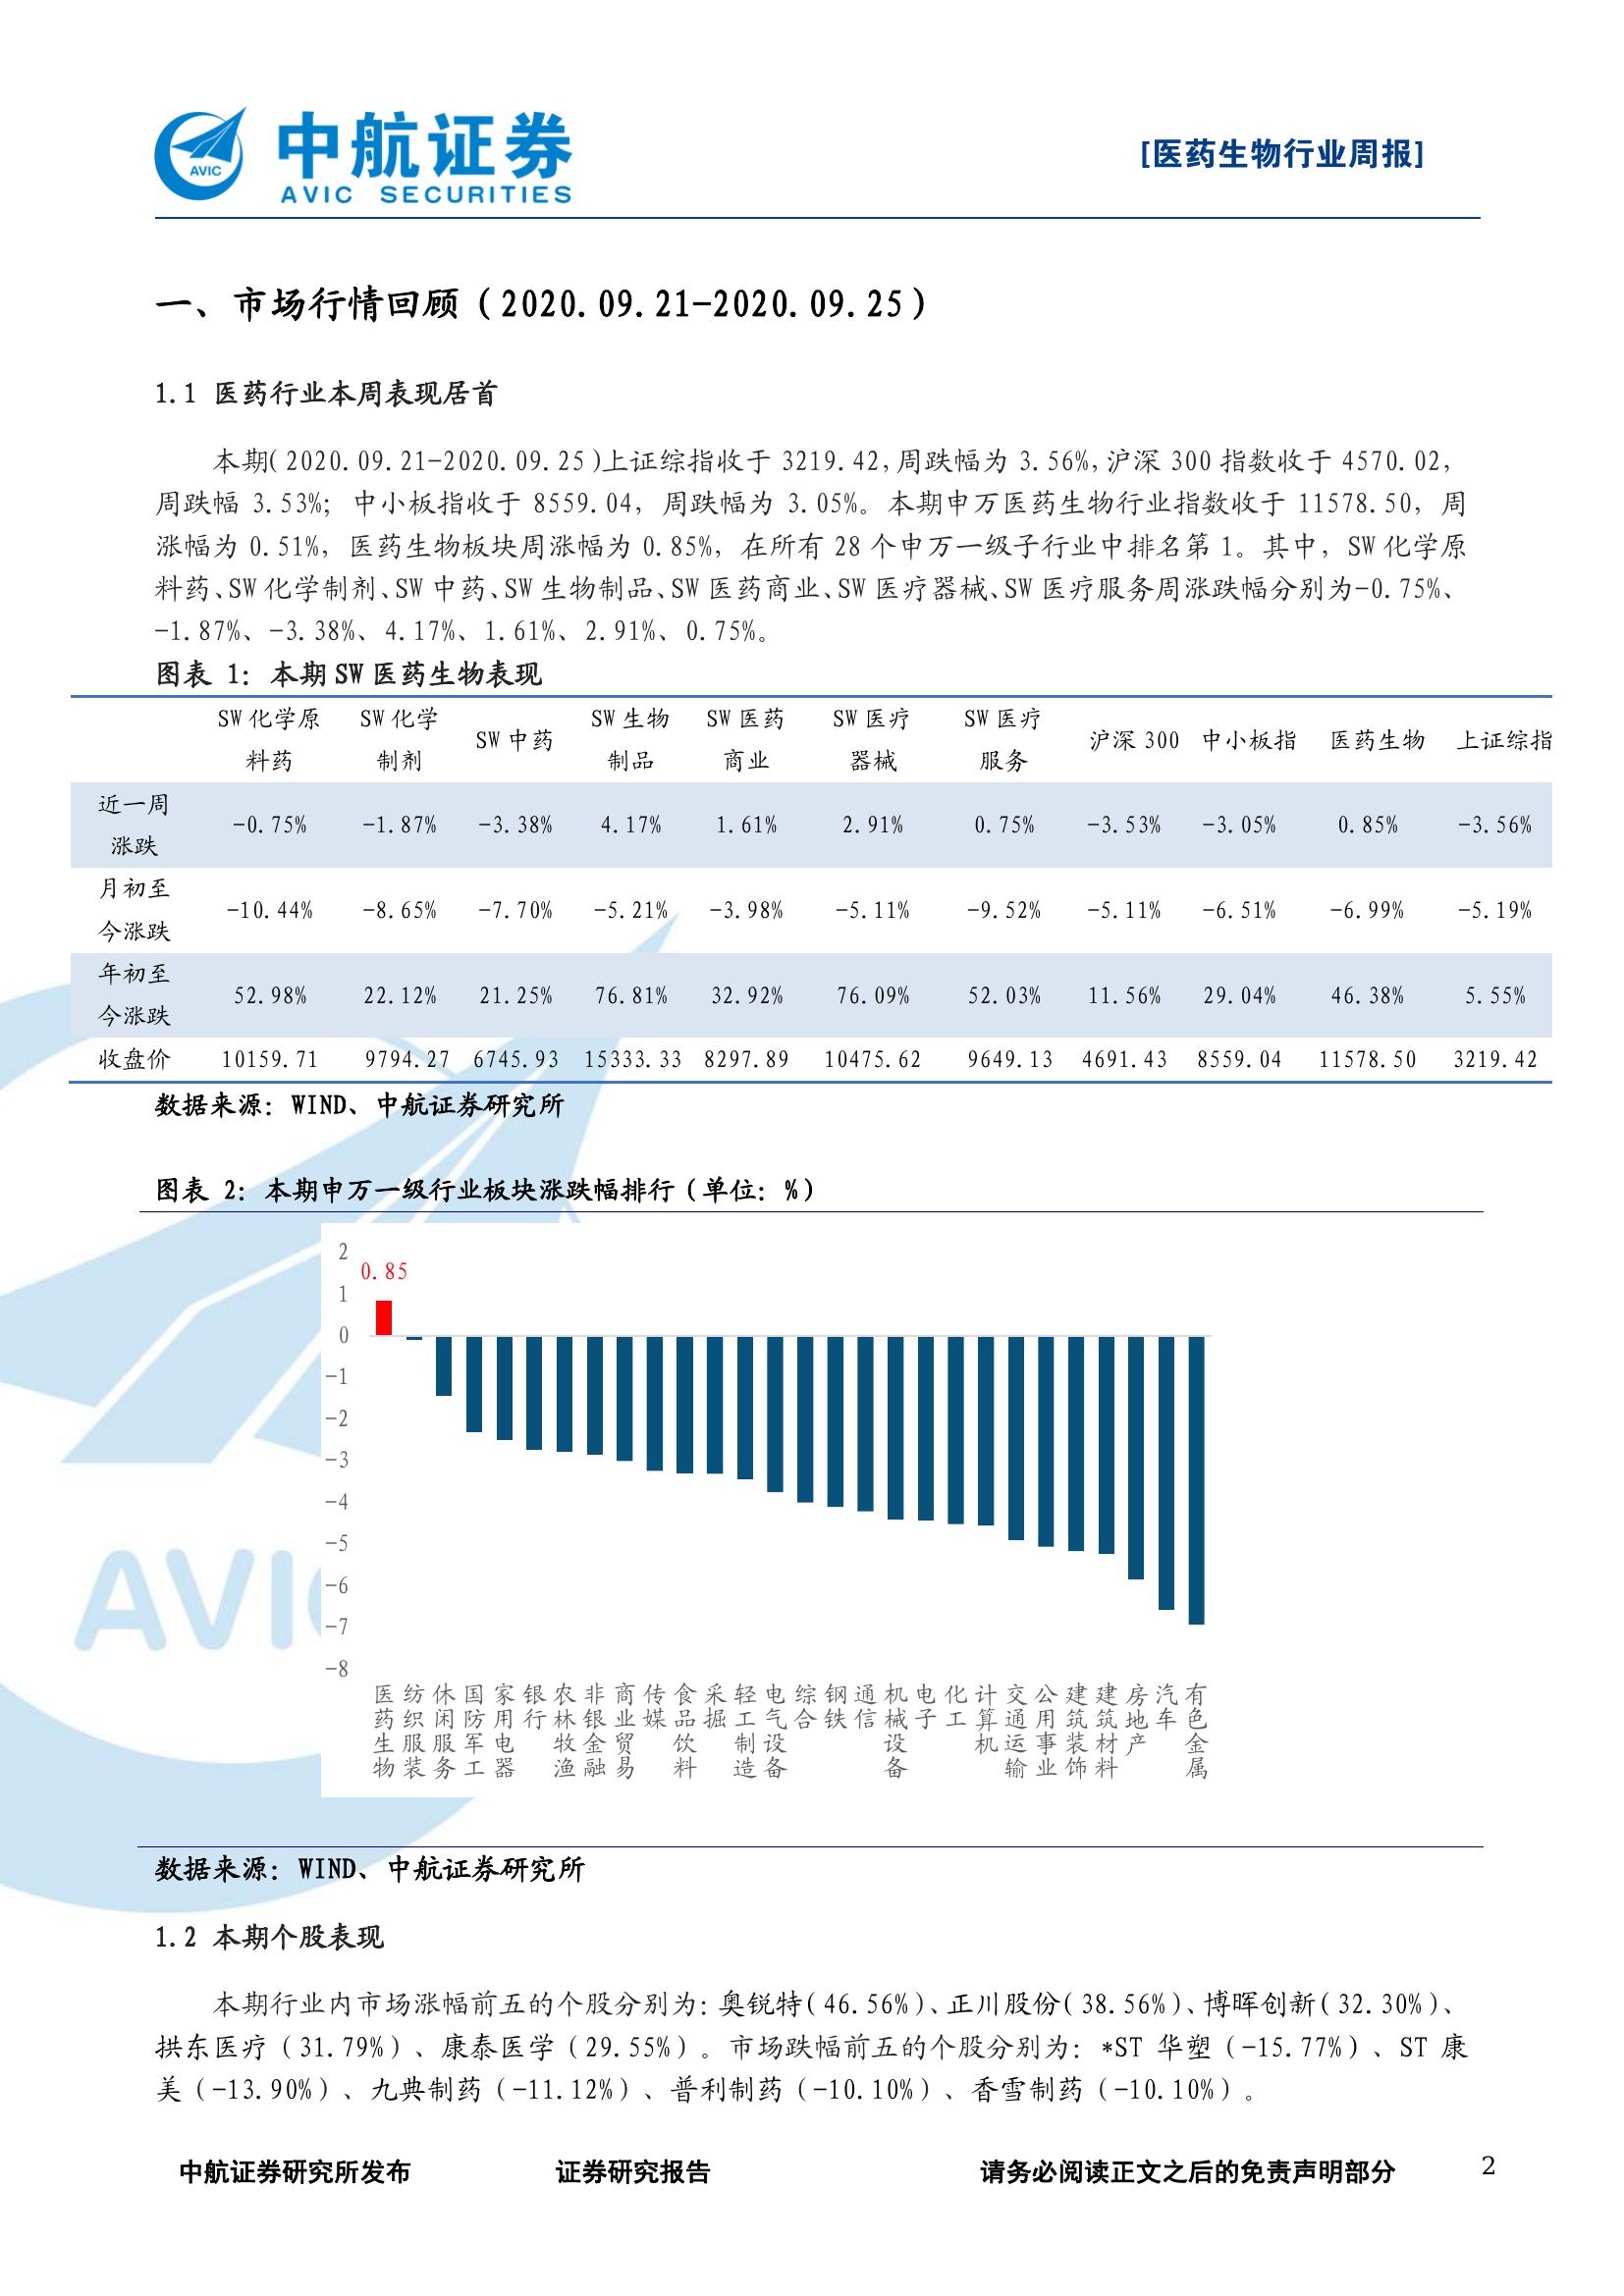 AVIC 中航证券
AVIC SECURITIES
[医药生物行业周报]
一、市场行情回顾（2020.09.21-2020.09.25）
1.1 医药行业本周表现居首
本期(2020.09.21-2020.09.25)上证综指收于 3219.42,周跌幅为 3.56%,沪深 300 指数收于 4570.02,
周跌幅 3.53%；中小板指收于 8559.04，周跌幅为 3.05%。本期申万医药生物行业指数收于 11578.50，周
涨幅为 0.51%，医药生物板块周涨幅为 0.85%，在所有 28 个申万一级子行业中排名第 1。其中，SW 化学原
料药、SW 化学制剂、SW 中药、SW 生物制品、SW 医药商业、SW 医疗器械、SW 医疗服务周涨跌幅分别为-0.75%、
-1.87%、-3.38%、4.17%、1.61%、2.91%、0.75%。
图表 1：本期 SW 医药生物表现
SW 化学原料药 SW 化学制剂 SW 中药 SW 生物制品 SW 医药商业 SW 医疗器械 SW 医疗服务 沪深 300 中小板指 医药生物 上证综指
近一周涨跌 -0.75% -1.87% -3.38% 4.17% 1.61% 2.91% 0.75% -3.53% -3.05% 0.85% -3.56%
月初至今涨跌 -10.44% -8.65% -7.70% -5.21% -3.98% -5.11% -9.52% -5.11% -6.51% -6.99% -5.19%
年初至今涨跌 52.98% 22.12% 21.25% 76.81% 32.92% 76.09% 52.03% 11.56% 29.04% 46.38% 5.55%
收盘价 10159.71 9794.27 6745.93 15333.33 8297.89 10475.62 9649.13 4691.43 8559.04 11578.50 3219.42
数据来源：WIND、中航证券研究所
图表 2：本期申万一级行业板块涨跌幅排行（单位：%）
2
0.85
1
0
-1
-2
-3
-4
-5
-6
-7
-8
医药生物 纺织服装 休闲服务 国防军工 家用电器 银行 农林牧渔 非银金融 商业贸易 传媒 食品饮料 采掘 轻工制造 电气设备 综合 钢铁 通信 机械设备 电子 化工 计算机 交通运输 公用事业 建筑装饰 建筑材料 房地产 汽车 有色金属
AVIC
数据来源：WIND、中航证券研究所
1.2 本期个股表现
本期行业内市场涨幅前五的个股分别为：奥锐特（46.56%）、正川股份（38.56%）、博晖创新（32.30%）、
拱东医疗（31.79%）、康泰医学（29.55%）。市场跌幅前五的个股分别为：*ST 华塑（-15.77%）、ST 康
美（-13.90%）、九典制药（-11.12%）、普利制药（-10.10%）、香雪制药（-10.10%）。
中航证券研究所发布 证券研究报告 请务必阅读正文之后的免责声明部分 2